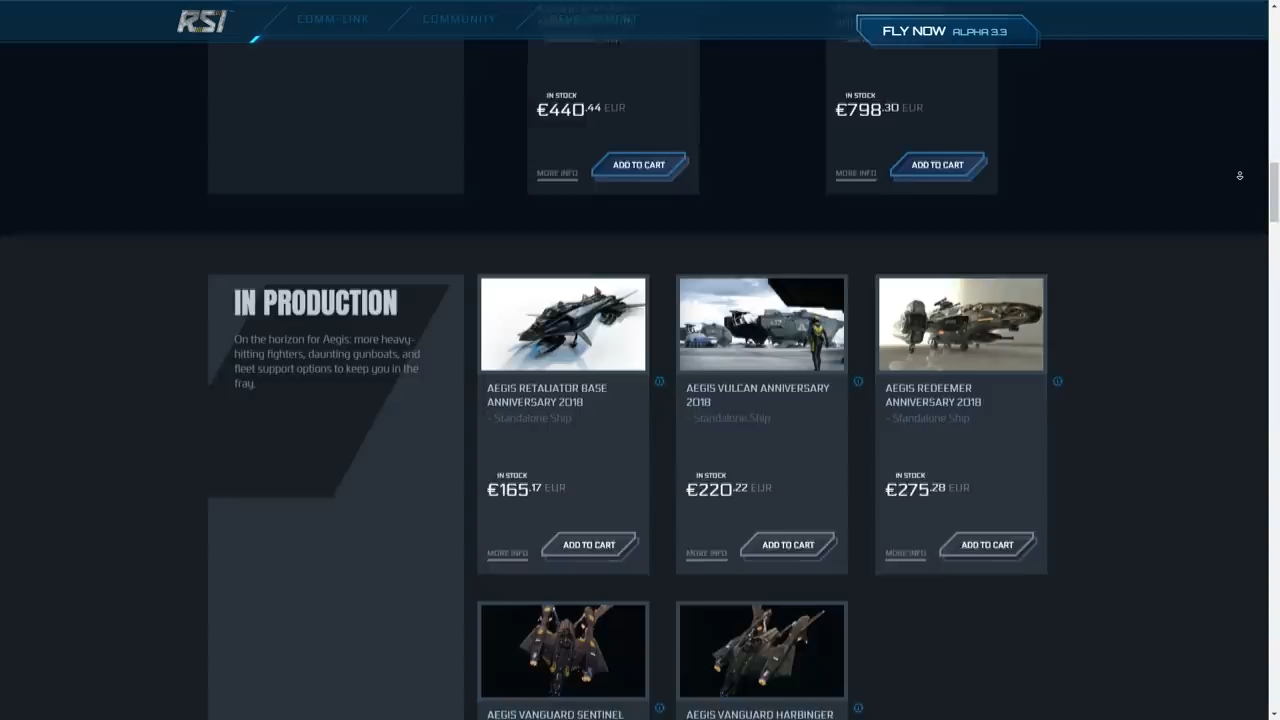 RSI
COMM-LINK
COMMUNITY
FLY NOW ALPHA 3.3
IN STOCK
€440.44 EUR
MORE INFO
ADD TO CART
IN STOCK
€798.30 EUR
MORE INFO
ADD TO CART
IN PRODUCTION
On the horizon for Aegis: more heavy-
hitting fighters, daunting gunboats, and
fleet support options to keep you in the
fray.
AEGIS RETALIATOR BASE
ANNIVERSARY 2018
- Standalone Ship
IN STOCK
€165.17 EUR
MORE INFO
ADD TO CART
AEGIS VULCAN ANNIVERSARY
2018
- Standalone Ship
IN STOCK
€220.22 EUR
MORE INFO
ADD TO CART
AEGIS REDEEMER
ANNIVERSARY 2018
- Standalone Ship
IN STOCK
€275.28 EUR
MORE INFO
ADD TO CART
AEGIS VANGUARD SENTINEL
AEGIS VANGUARD HARBINGER